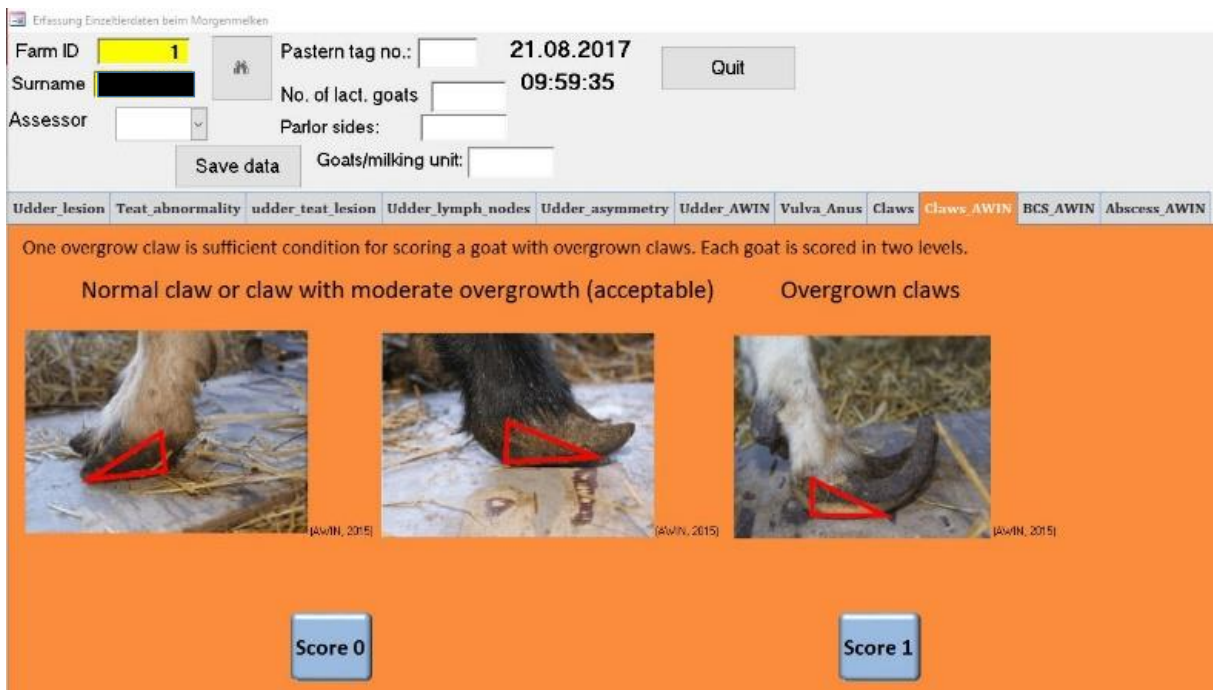 Erfassung Einzeltierdaten beim Morgenmelken
Farm ID 1 Pastern tag no.: 21.08.2017
Surname No. of lact. goats 09:59:35 Quit
Assessor Parlor sides:
Save data Goats/milking unit:
Udder_lesion Teat_abnormality udder_teat_lesion Udder_lymph_nodes Udder_asymmetry Udder_AWIN Vulva_Anus Claws Claws_AWIN BCS_AWIN Abscess_AWIN
One overgrow claw is sufficient condition for scoring a goat with overgrown claws. Each goat is scored in two levels.
Normal claw or claw with moderate overgrowth (acceptable) Overgrown claws
(AWIN, 2015) (AWIN, 2015) (AWIN, 2015)
Score 0 Score 1